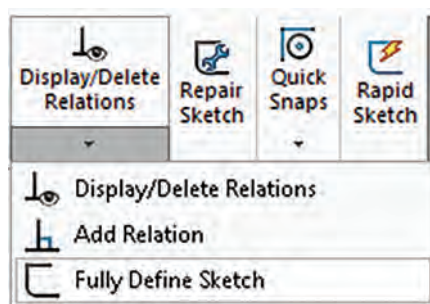 Display/Delete
Relations
Repair
Sketch
Quick
Snaps
Rapid
Sketch
Display/Delete Relations
Add Relation
Fully Define Sketch